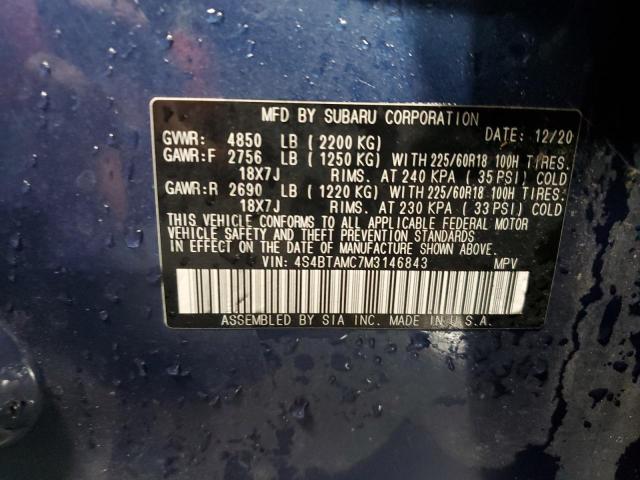 MFD BY SUBARU CORPORATION
GVWR: 4850 LB ( 2200 KG) DATE: 12/20
GAWR:F 2756 LB ( 1250 KG) WITH 225/60R18 100H TIRES:
18X7J RIMS. AT 240 KPA ( 35 PSI) COLD
GAWR:R 2690 LB ( 1220 KG) WITH 225/60R18 100H TIRES:
18X7J RIMS. AT 230 KPA ( 33 PSI) COLD
THIS VEHICLE CONFORMS TO ALL APPLICABLE FEDERAL MOTOR
VEHICLE SAFETY AND THEFT PREVENTION STANDARDS
IN EFFECT ON THE DATE OF MANUFACTURE SHOWN ABOVE.
VIN: 4S4BTAMC7M3146843 MPV
ASSEMBLED BY SIA INC. MADE IN U.S.A.